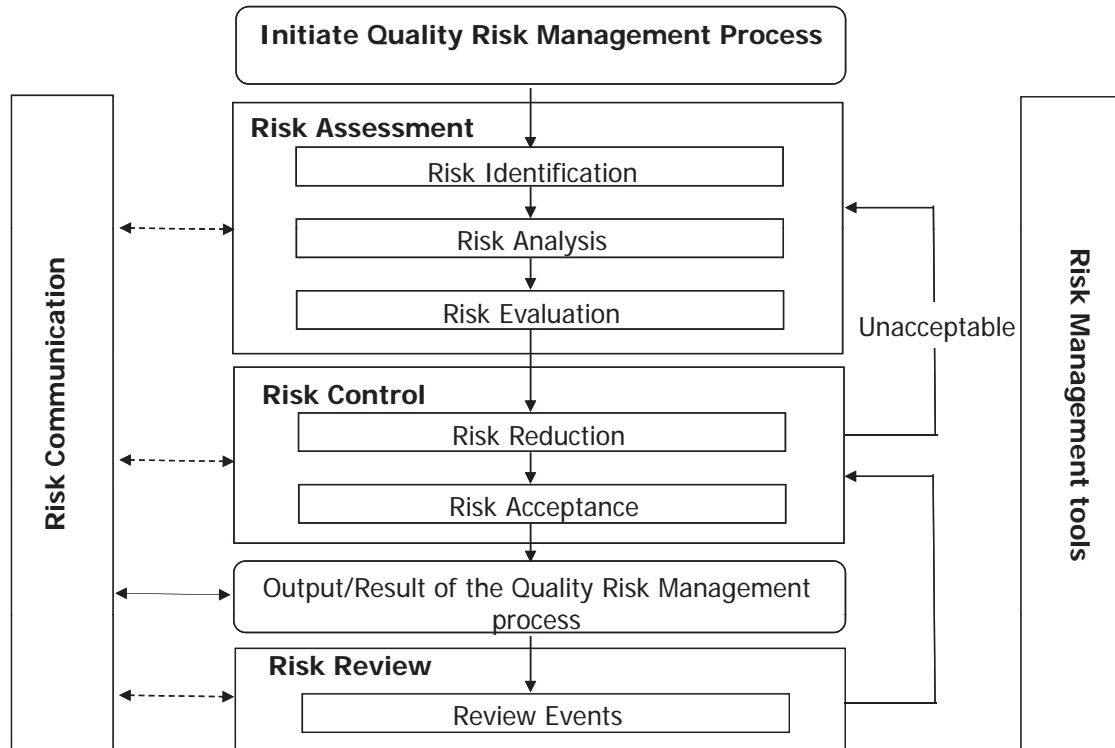 Initiate Quality Risk Management Process
Risk Communication
Risk Assessment
Risk Identification
Risk Analysis
Risk Evaluation
Unacceptable
Risk Management tools
Risk Control
Risk Reduction
Risk Acceptance
Output/Result of the Quality Risk Management
process
Risk Review
Review Events